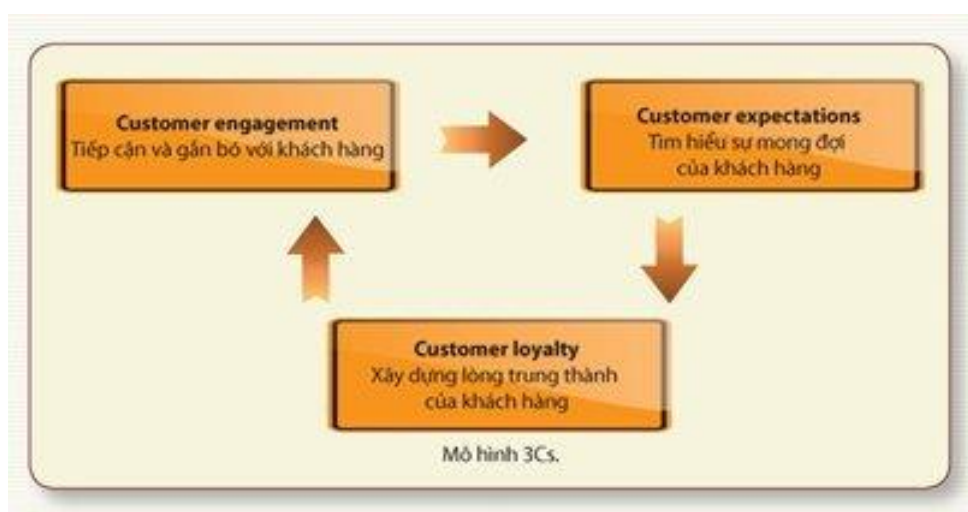 Customer engagement
Tiếp cận và gắn bó với khách hàng
Customer expectations
Tìm hiểu sự mong đợi
của khách hàng
Customer loyalty
Xây dựng lòng trung thành
của khách hàng
Mô hình 3Cs.